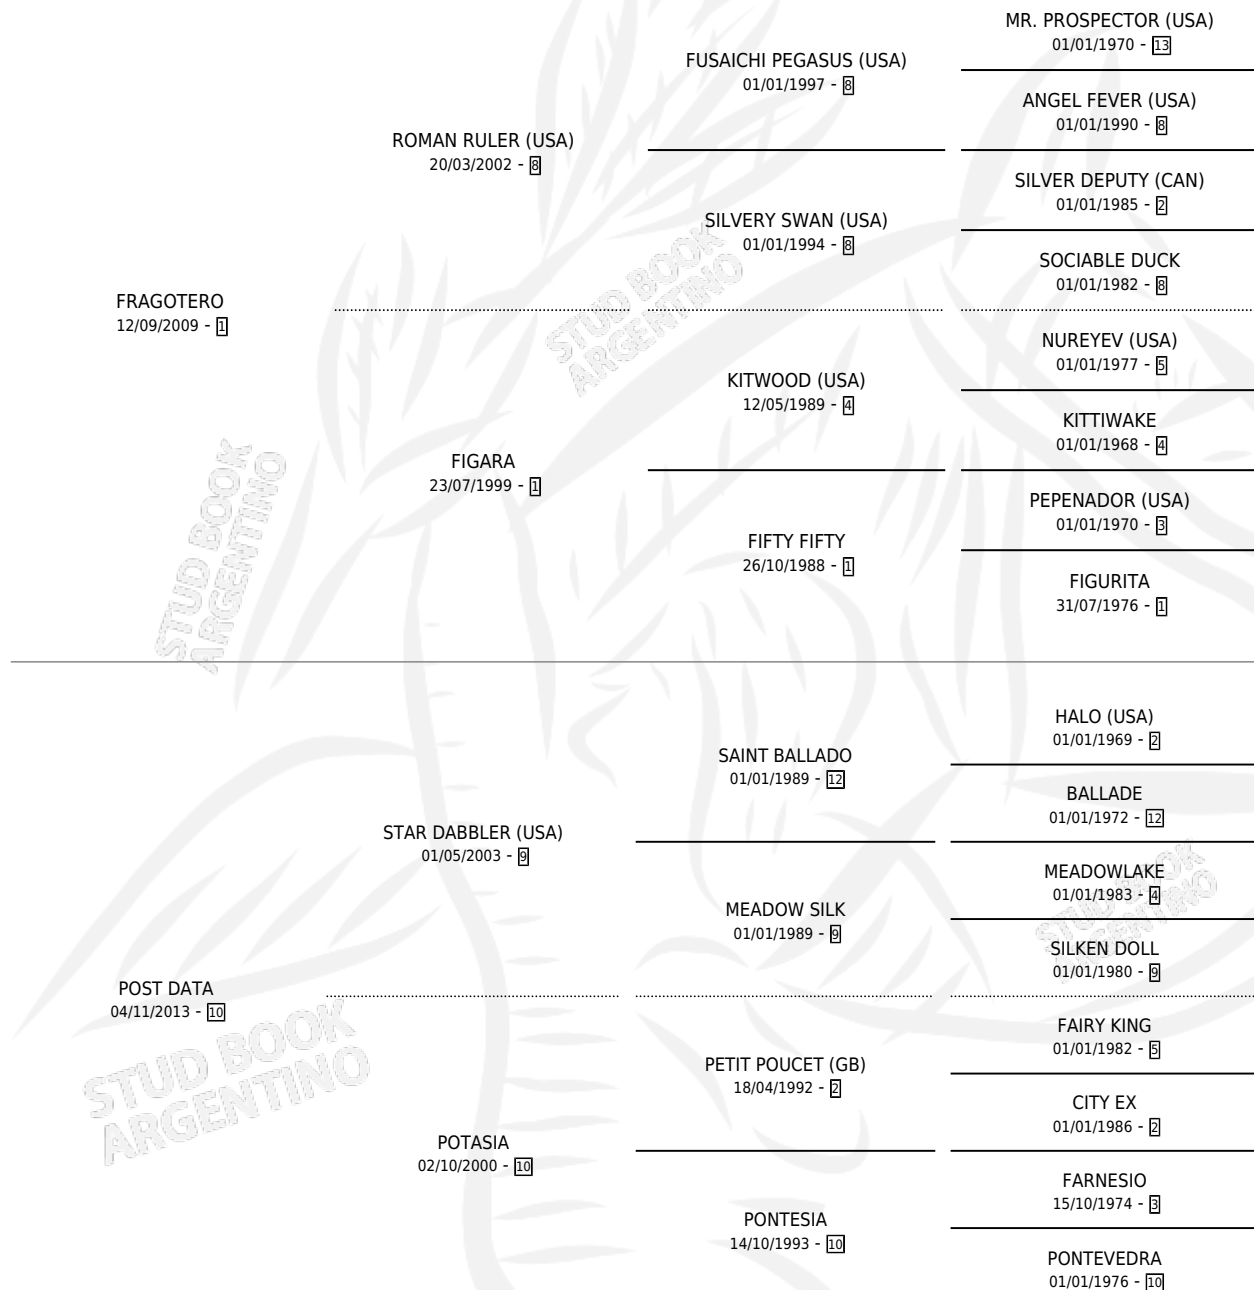 MR. PROSPECTOR (USA)
01/01/1970 - 13
FUSAICHI PEGASUS (USA)
01/01/1997 - 8
ANGEL FEVER (USA)
01/01/1990 - 8
ROMAN RULER (USA)
20/03/2002 - 8
SILVER DEPUTY (CAN)
01/01/1985 - 2
SILVERY SWAN (USA)
01/01/1994 - 8
SOCIABLE DUCK
01/01/1982 - 8
FRAGOTERO
12/09/2009 - 1
NUREYEV (USA)
01/01/1977 - 5
KITWOOD (USA)
12/05/1989 - 4
KITTIWAKE
01/01/1968 - 4
FIGARA
23/07/1999 - 1
PEPENADOR (USA)
01/01/1970 - 3
FIFTY FIFTY
26/10/1988 - 1
FIGURITA
31/07/1976 - 1
HALO (USA)
01/01/1969 - 2
SAINT BALLADO
01/01/1989 - 12
BALLADE
01/01/1972 - 12
STAR DABBLER (USA)
01/05/2003 - 9
MEADOWLAKE
01/01/1983 - 4
MEADOW SILK
01/01/1989 - 9
SILKEN DOLL
01/01/1980 - 9
POST DATA
04/11/2013 - 10
FAIRY KING
01/01/1982 - 5
PETIT POUCET (GB)
18/04/1992 - 2
CITY EX
01/01/1986 - 2
POTASIA
02/10/2000 - 10
FARNESIO
15/10/1974 - 3
PONTESIA
14/10/1993 - 10
PONTEVEDRA
01/01/1976 - 10
STUD BOOK
ARGENTINO
STUD BOOK
ARGENTINO
STUD BOOK
ARGENTINO
STUD BOOK
ARGENTINO